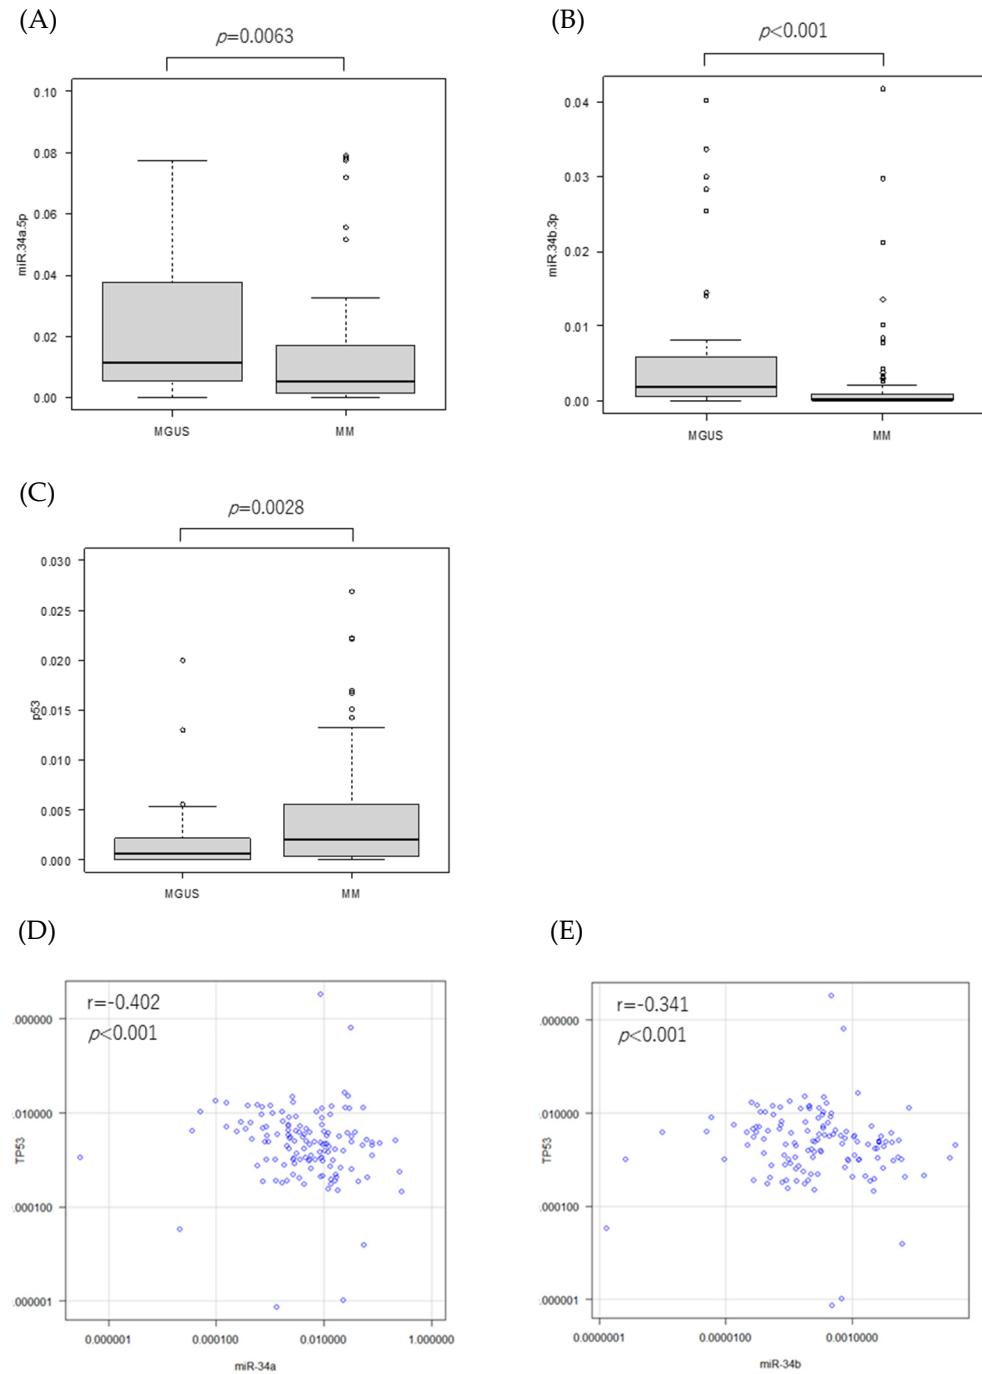 (A)
p=0.0063
0.10
0.08
0.06
0.04
0.02
0.00
miR.34a.5p
MGUS MM
(B)
p<0.001
0.04
0.03
0.02
0.01
0.00
miR.34b.3p
MGUS MM
(C)
p=0.0028
0.030
0.025
0.020
0.015
0.010
0.005
0.000
p53
MGUS MM
(D)
r=-0.402
p<0.001
.000000
.010000
.000100
.000001
TP53
0.000001 0.000100 0.010000 1.000000
miR-34a
(E)
r=-0.341
p<0.001
.000000
.010000
.000100
.000001
TP53
0.0000001 0.0000100 0.0010000
miR-34b